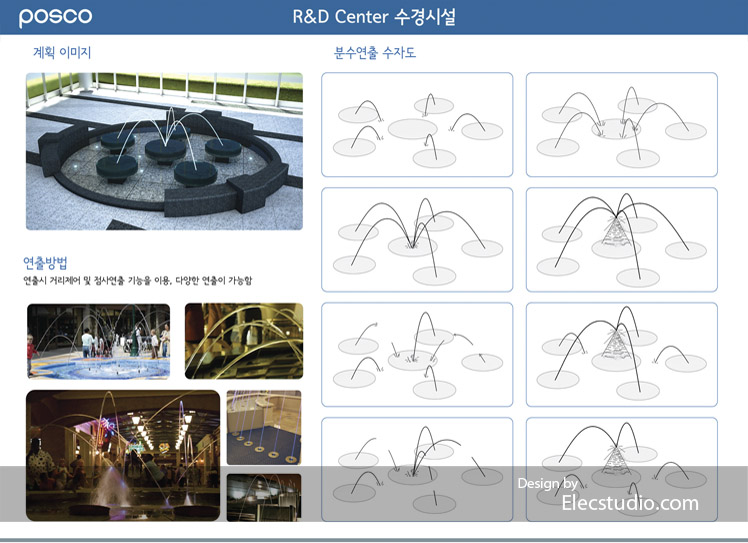 posco
R&D Center 수경시설
계획 이미지
분수연출 수자도
연출방법
연출시 거리제어 및 점사연출 기능을 이용, 다양한 연출이 가능함
Design by
Elecstudio.com